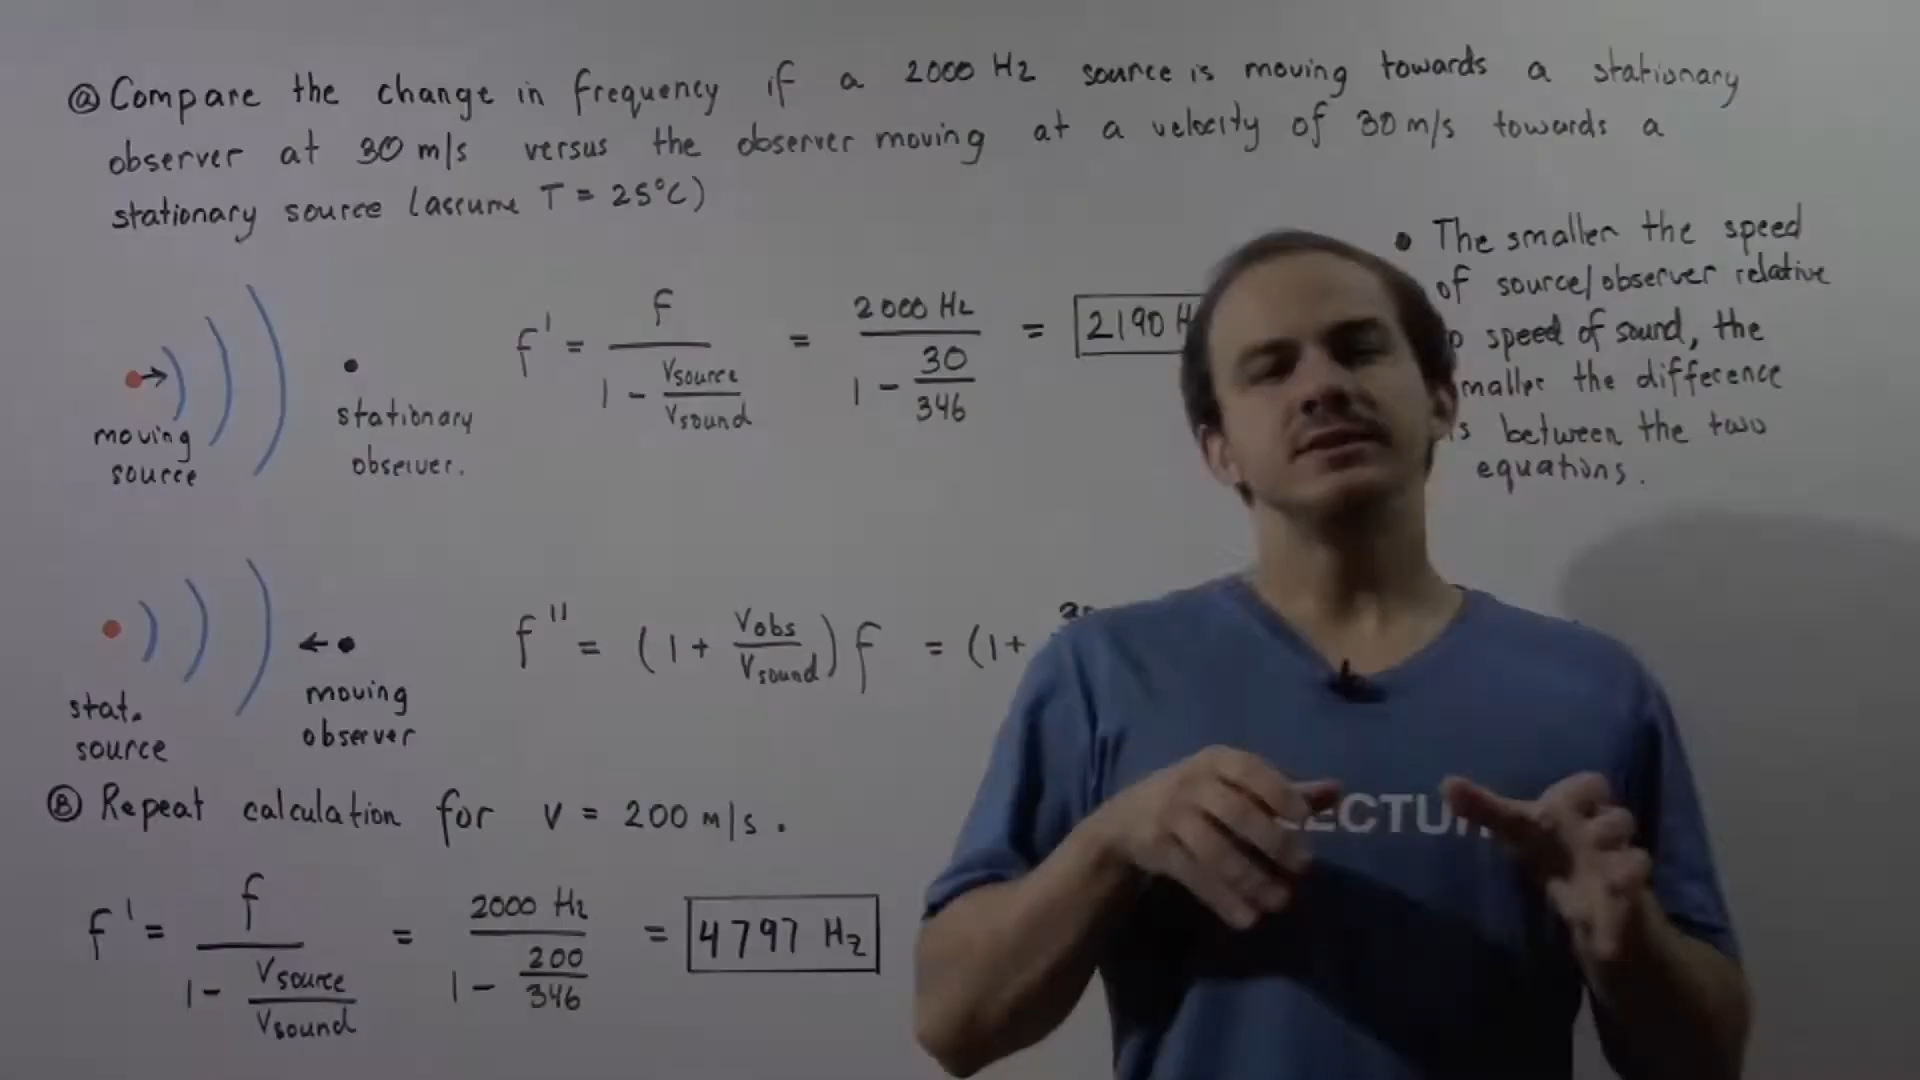 Ⓐ Compare the change in frequency if a 2000 Hz source is moving towards a stationary
observer at 30 m/s versus the observer moving at a velocity of 30 m/s towards a
stationary source (assume T = 25°C)
moving
source
stationary
observer.
f' = f / (1 - Vsource/Vsound) = 2000 Hz / (1 - 30/346) = 2190 H
• The smaller the speed
of source/observer relative
speed of sound, the
maller the difference
is between the two
equations.
stat.
source
moving
observer
f'' = (1 + Vobs/Vsound) f = (1+
Ⓑ Repeat calculation for v = 200 m/s.
f' = f / (1 - Vsource/Vsound) = 2000 Hz / (1 - 200/346) = 4797 Hz
LECTUR